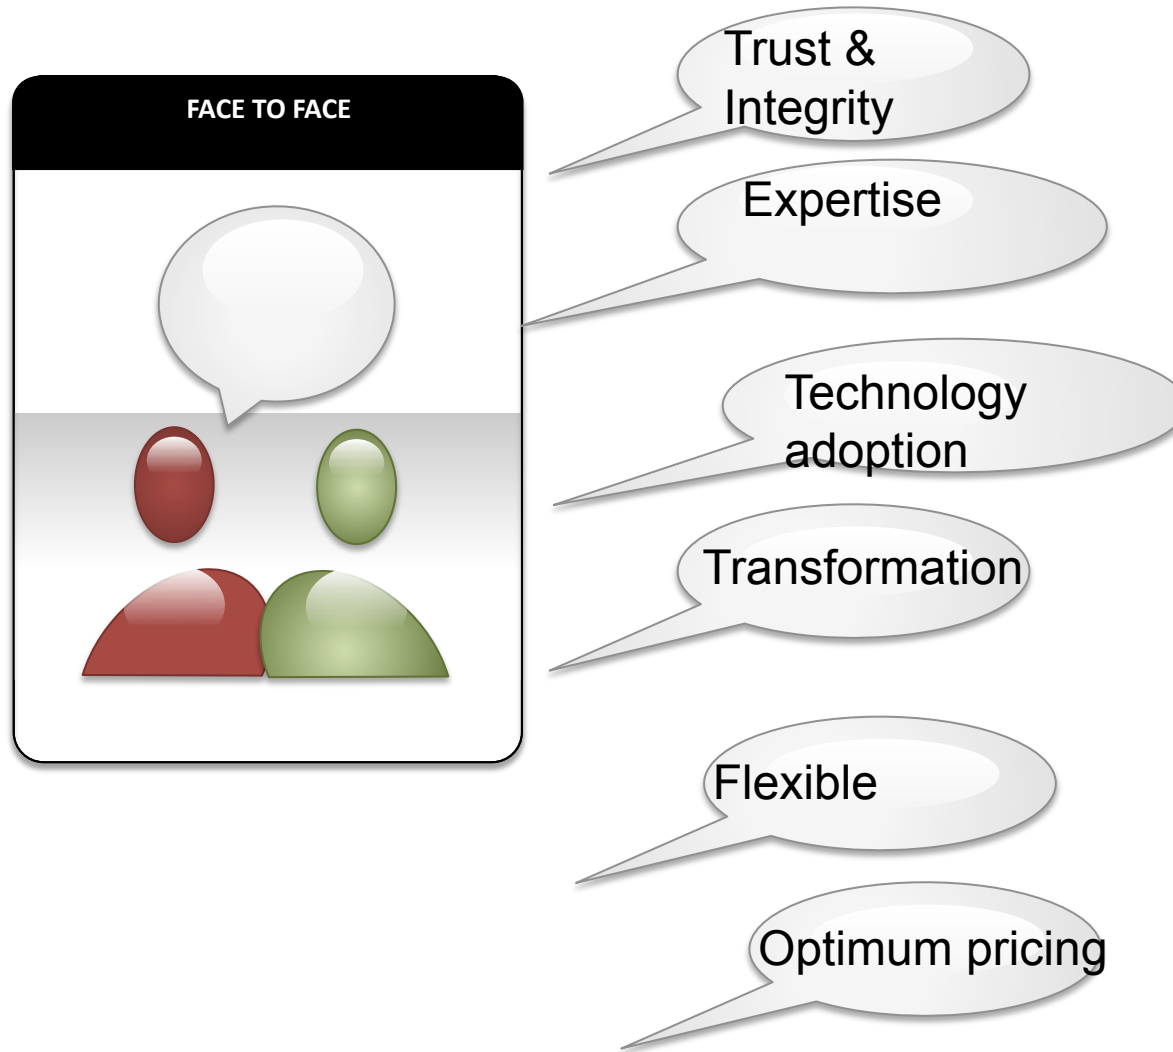 FACE TO FACE
Trust &
Integrity
Expertise
Technology
adoption
Transformation
Flexible
Optimum pricing